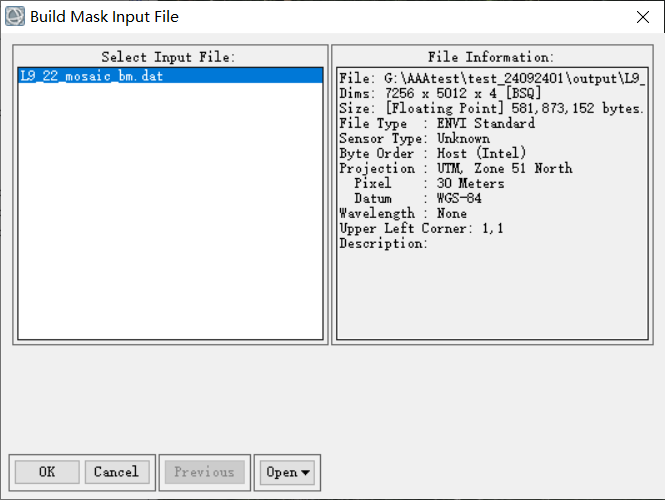 Build Mask Input File
Select Input File:
L9_22_mosaic_bm.dat
File Information:
File: G:\AAAtest\test_24092401\output\L9_
Dims: 7256 x 5012 x 4 [BSQ]
Size: [Floating Point] 581,873,152 bytes.
File Type : ENVI Standard
Sensor Type: Unknown
Byte Order : Host (Intel)
Projection : UTM, Zone 51 North
Pixel : 30 Meters
Datum : WGS-84
Wavelength : None
Upper Left Corner: 1,1
Description:
OK Cancel Previous Open